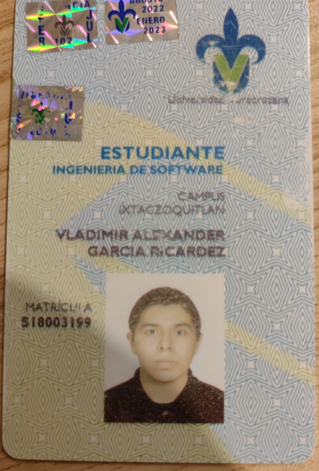 AGOSTO
2022
ENERO
2023
Universidad Veracruzana
ESTUDIANTE
INGENIERIA DE SOFTWARE
CAMPUS
IXTACZOQUITLAN
VLADIMIR ALEXANDER
GARCIA RICARDEZ
MATRICULA
S18003199